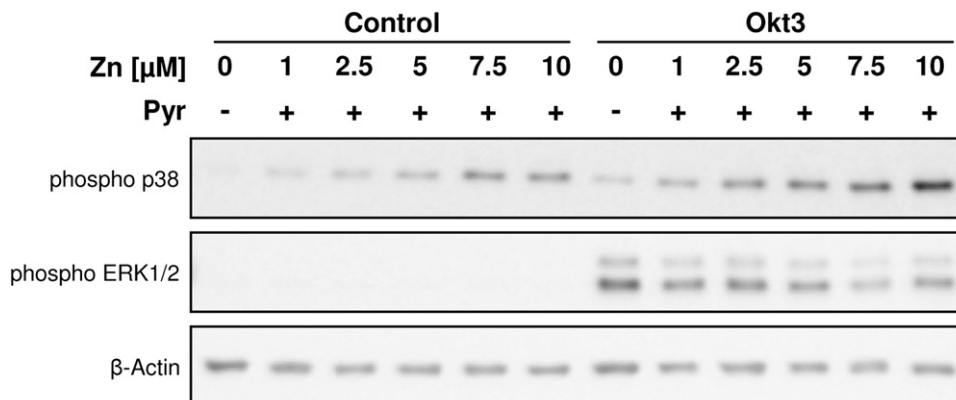 Control Okt3
Zn [µM] 0 1 2.5 5 7.5 10 0 1 2.5 5 7.5 10
Pyr - + + + + + - + + + + +
phospho p38
phospho ERK1/2
β-Actin